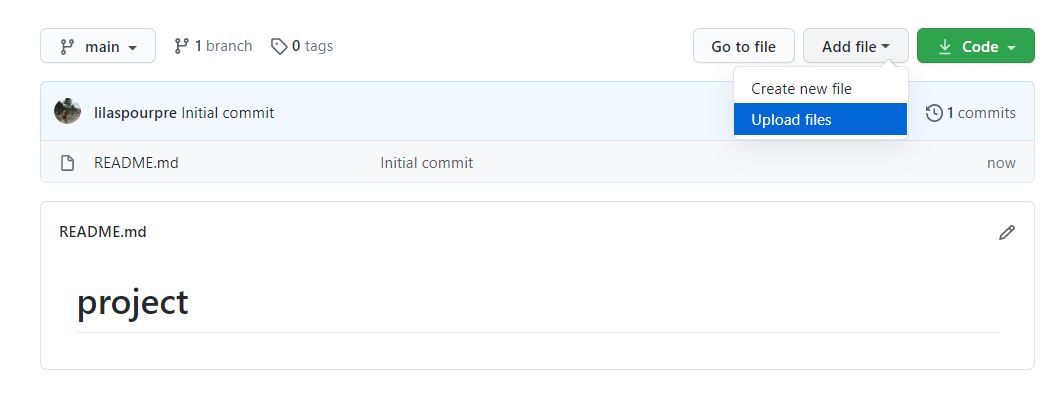 main 1 branch 0 tags Go to file Add file Code
Create new file
lilaspourpre Initial commit 1 commits
Upload files
README.md Initial commit now
README.md
project